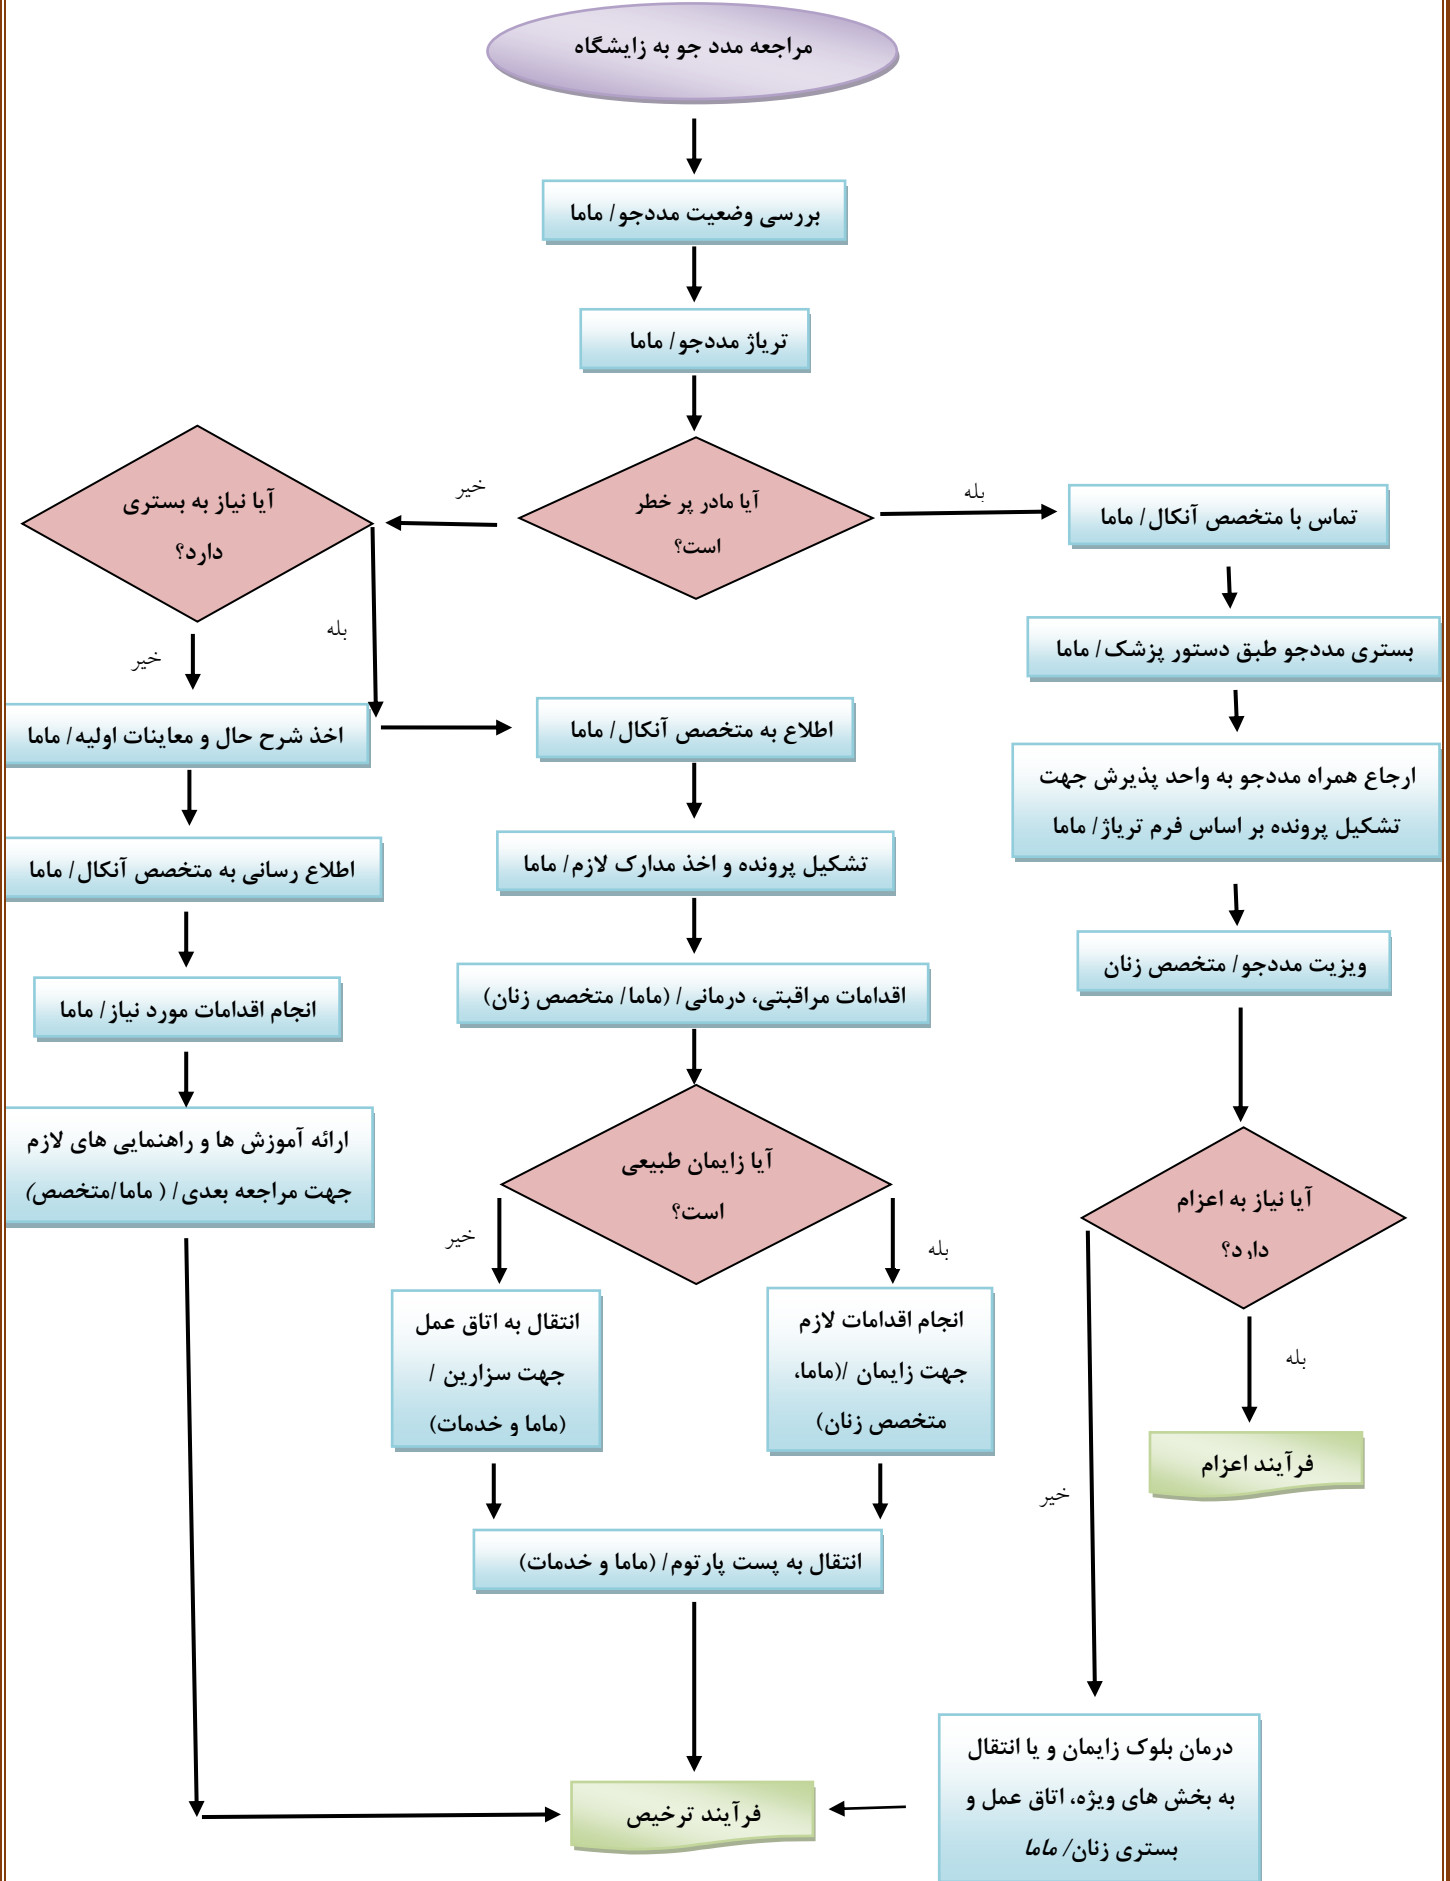 مراجعه مدد جو به زایشگاه
بررسی وضعیت مددجو/ ماما
تریاژ مددجو/ ماما
آیا مادر پر خطر
است؟
بله
خیر
تماس با متخصص آنکال/ ماما
بستری مددجو طبق دستور پزشک/ ماما
ارجاع همراه مددجو به واحد پذیرش جهت
تشکیل پرونده بر اساس فرم تریاژ/ ماما
ویزیت مددجو/ متخصص زنان
آیا نیاز به اعزام
دارد؟
بله
فرآیند اعزام
خیر
درمان بلوک زایمان و یا انتقال
به بخش های ویژه، اتاق عمل و
بستری زنان/ ماما
آیا نیاز به بستری
دارد؟
بله
خیر
اطلاع به متخصص آنکال/ ماما
تشکیل پرونده و اخذ مدارک لازم/ ماما
اقدامات مراقبتی، درمانی/ (ماما/ متخصص زنان)
آیا زایمان طبیعی
است؟
بله
خیر
انجام اقدامات لازم
جهت زایمان /(ماما،
متخصص زنان)
انتقال به اتاق عمل
جهت سزارین /
(ماما و خدمات)
انتقال به پست پارتوم/ (ماما و خدمات)
اخذ شرح حال و معاینات اولیه/ ماما
اطلاع رسانی به متخصص آنکال/ ماما
انجام اقدامات مورد نیاز/ ماما
ارائه آموزش ها و راهنمایی های لازم
جهت مراجعه بعدی/ ( ماما/متخصص)
فرآیند ترخیص